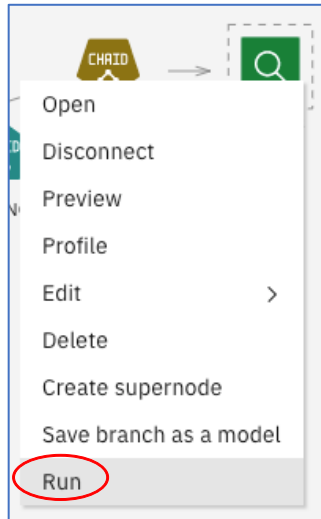 CHAID
Open
Disconnect
Preview
Profile
Edit
Delete
Create supernode
Save branch as a model
Run